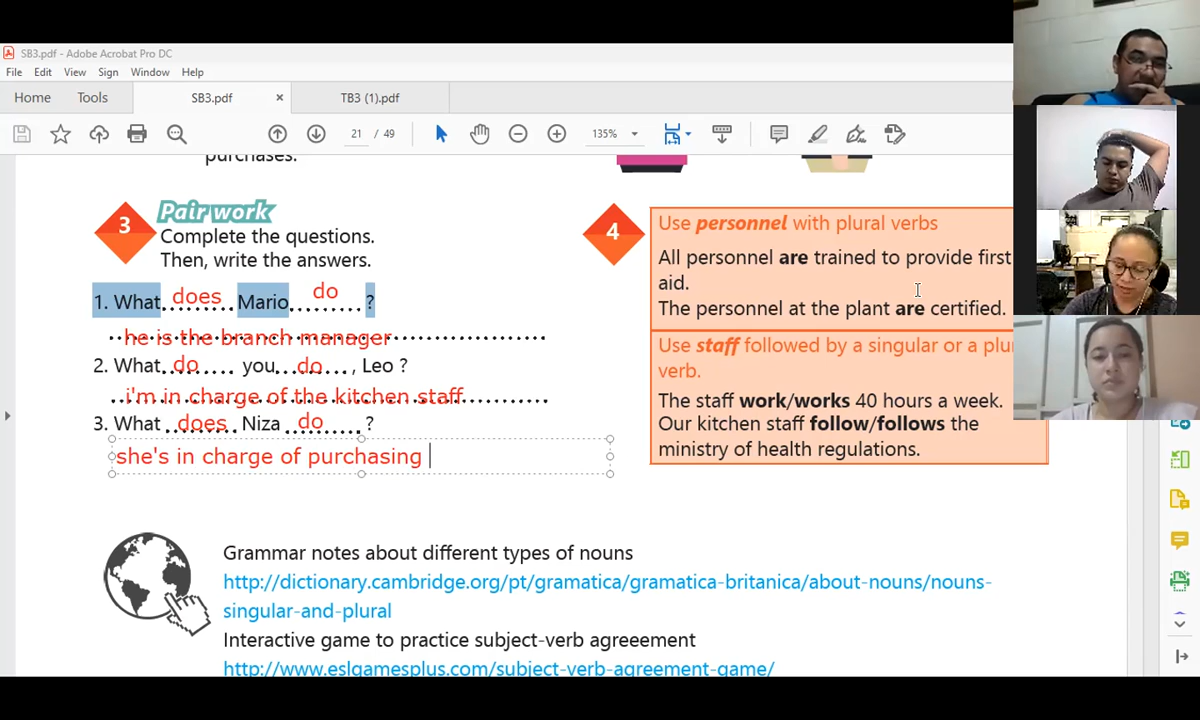 SB3.pdf - Adobe Acrobat Pro DC
File Edit View Sign Window Help
Home Tools SB3.pdf × TB3 (1).pdf
21 / 49 135%
purchases.
3 Pair work
Complete the questions.
Then, write the answers.
1. What does Mario do ?
he is the branch manager
2. What do you do , Leo ?
i'm in charge of the kitchen staff
3. What does Niza do ?
she's in charge of purchasing
4 Use personnel with plural verbs
All personnel are trained to provide first
aid.
The personnel at the plant are certified.
Use staff followed by a singular or a plu
verb.
The staff work/works 40 hours a week.
Our kitchen staff follow/follows the
ministry of health regulations.
Grammar notes about different types of nouns
http://dictionary.cambridge.org/pt/gramatica/gramatica-britanica/about-nouns/nouns-
singular-and-plural
Interactive game to practice subject-verb agreeement
http://www.eslgamesplus.com/subject-verb-agreement-game/